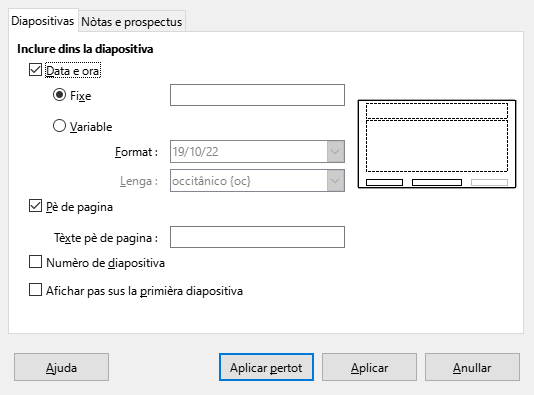 Diapositivas Nòtas e prospectus
Inclure dins la diapositiva
Data e ora
Fixe
Variable
Format : 19/10/22
Lenga : occitânico {oc}
Pè de pagina
Tèxte pè de pagina :
Numèro de diapositiva
Afichar pas sus la primièra diapositiva
Ajuda Aplicar pertot Aplicar Anullar